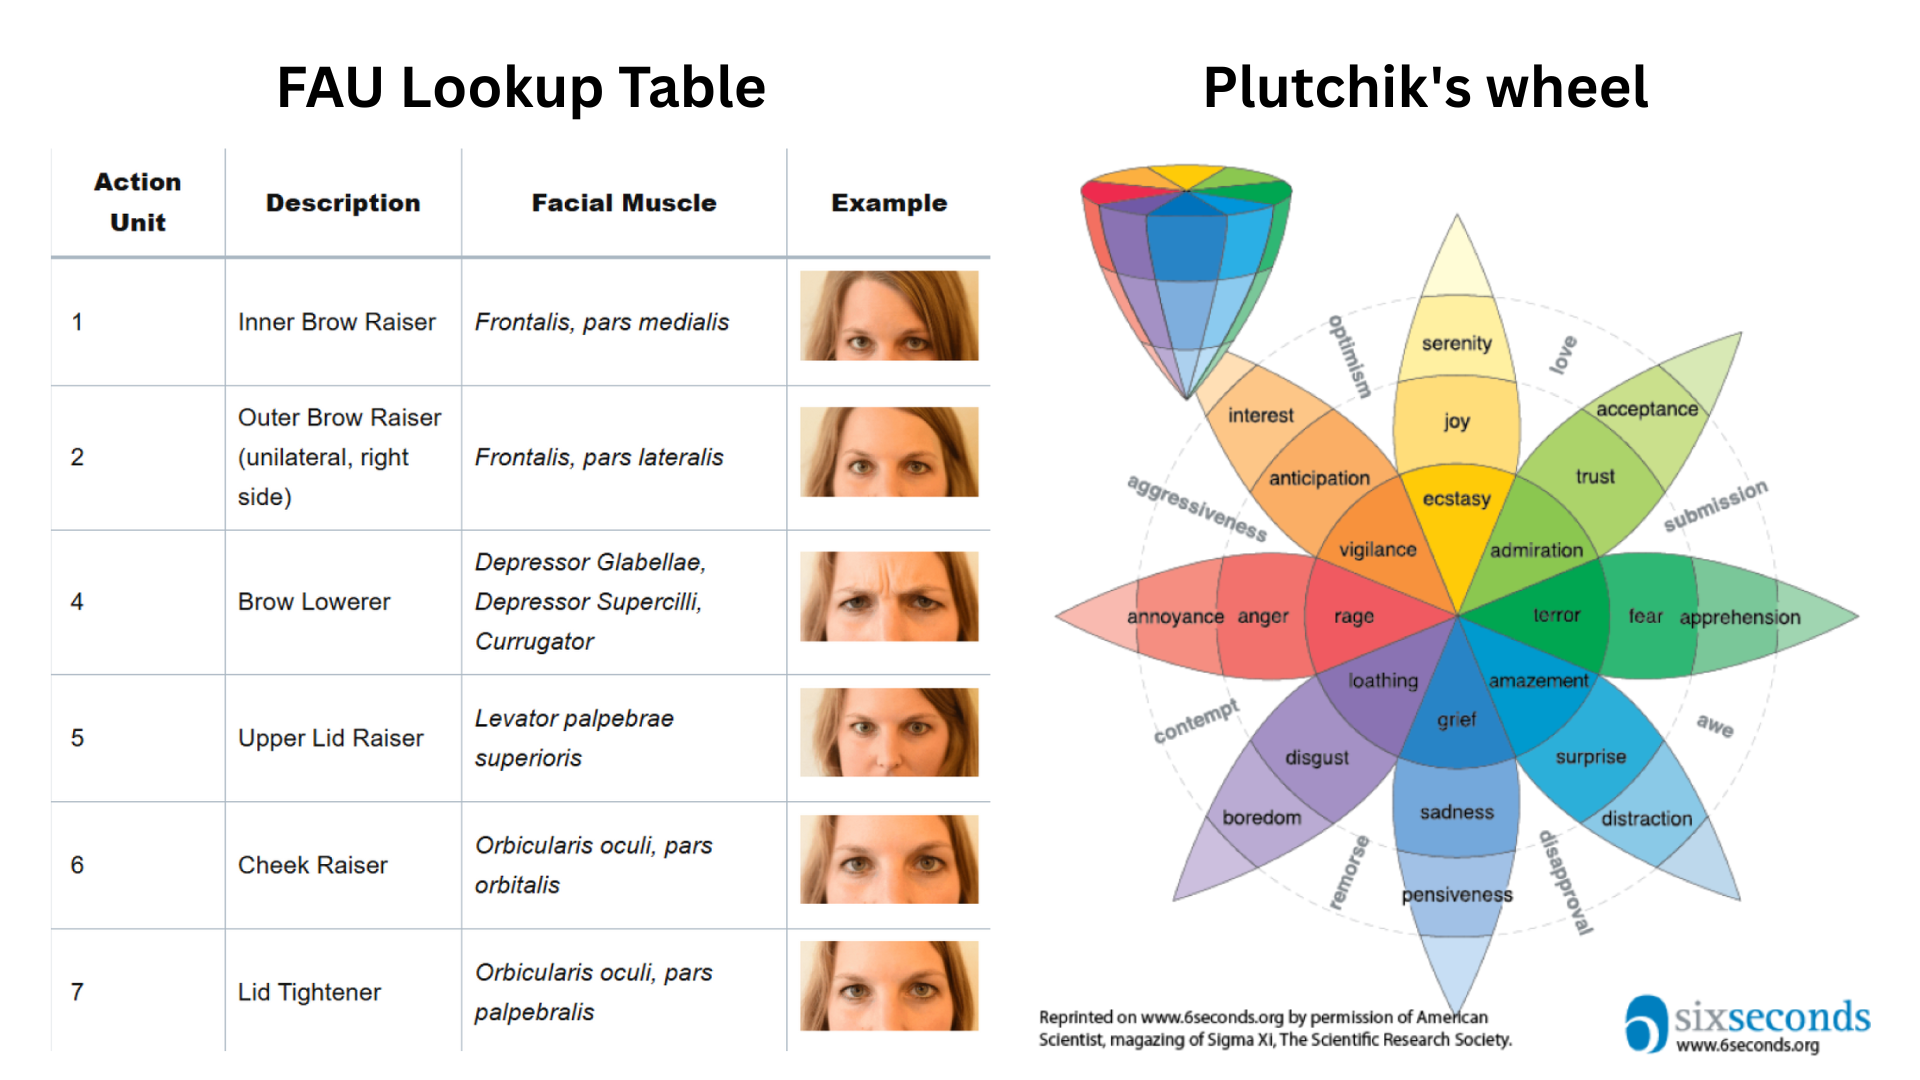 FAU Lookup Table
Action
Unit
Description
Facial Muscle
Example
1
Inner Brow Raiser
Frontalis, pars medialis
2
Outer Brow Raiser
(unilateral, right
side)
Frontalis, pars lateralis
4
Brow Lowerer
Depressor Glabellae,
Depressor Supercilli,
Currugator
5
Upper Lid Raiser
Levator palpebrae
superioris
6
Cheek Raiser
Orbicularis oculi, pars
orbitalis
7
Lid Tightener
Orbicularis oculi, pars
palpebralis
Plutchik's wheel
optimism
serenity
love
interest
joy
acceptance
anticipation
trust
aggressiveness
ecstasy
submission
vigilance
admiration
annoyance
anger
rage
terror
fear
apprehension
loathing
amazement
contempt
grief
awe
disgust
surprise
boredom
sadness
distraction
remorse
pensiveness
disapproval
Reprinted on www.6seconds.org by permission of American
Scientist, magazing of Sigma Xi, The Scientific Research Society.
sixseconds
www.6seconds.org